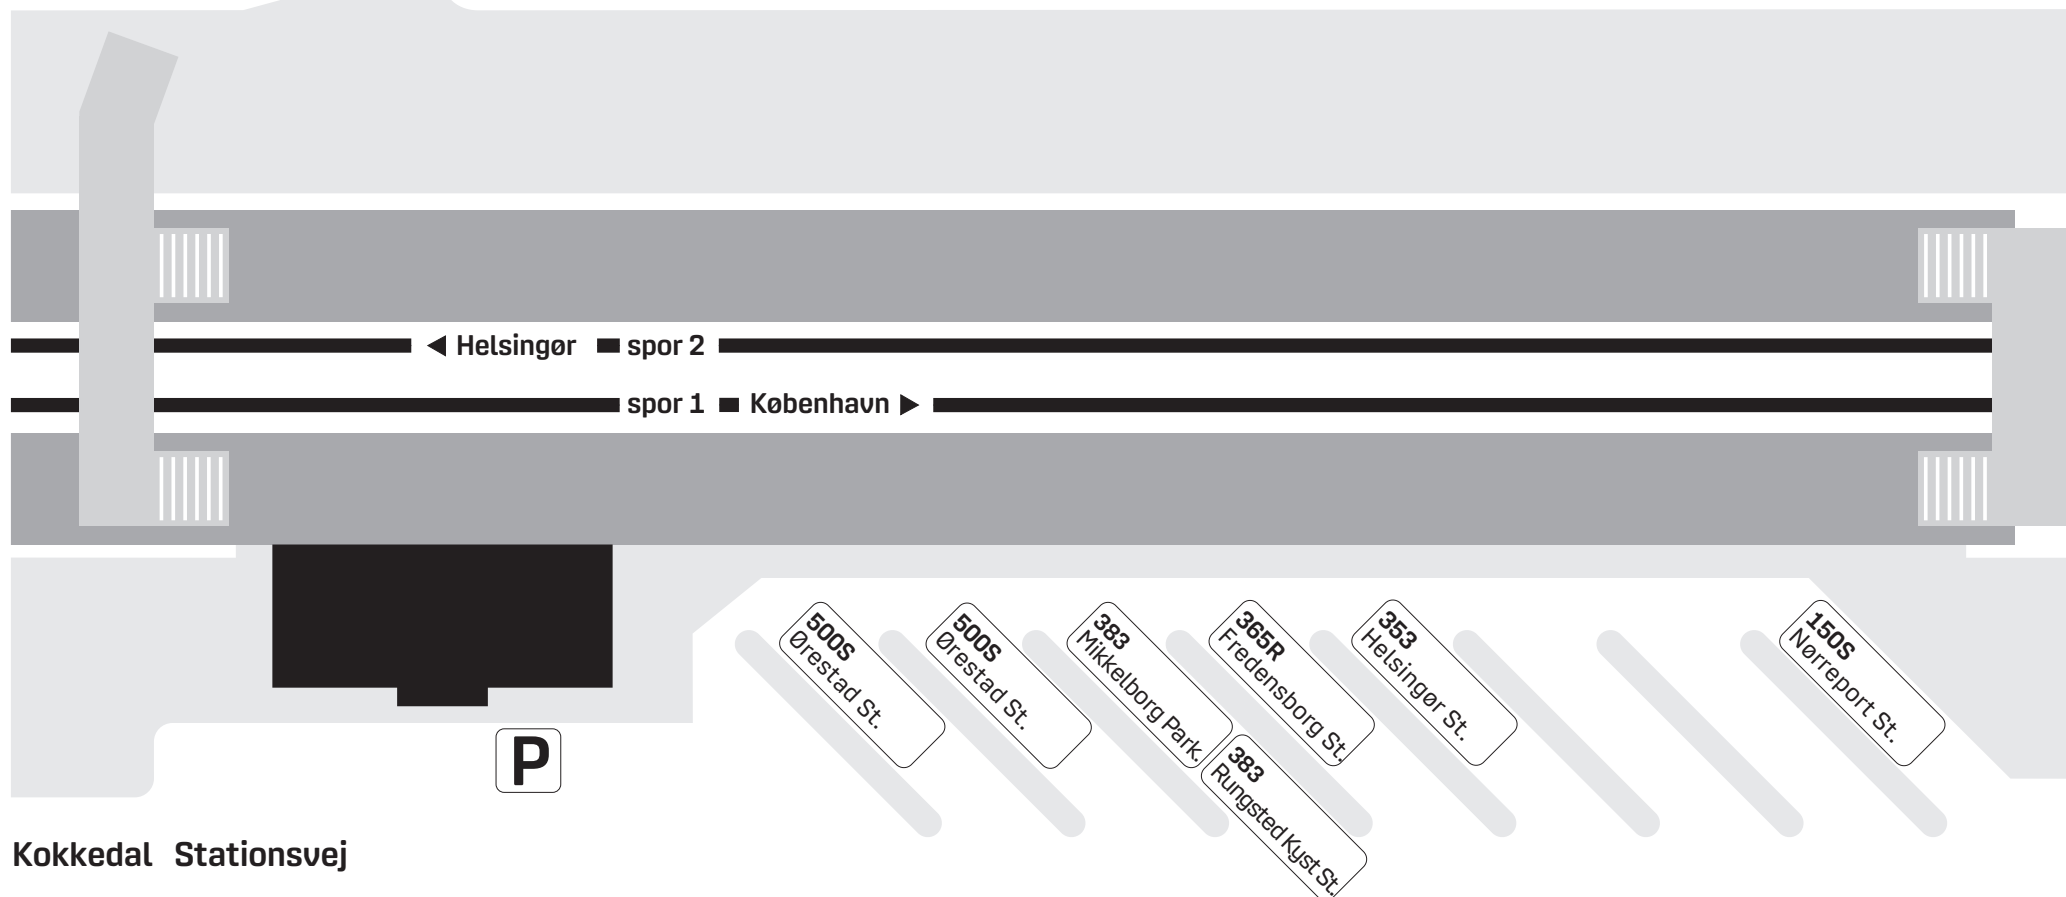 Helsingør spor 2
spor 1 København
500S
Ørestad St.
500S
Ørestad St.
383
Mikkelborg Park.
365R
Fredensborg St.
353
Helsingør St.
150S
Nørreport St.
383
Rungsted Kyst St.
P
Kokkedal Stationsvej